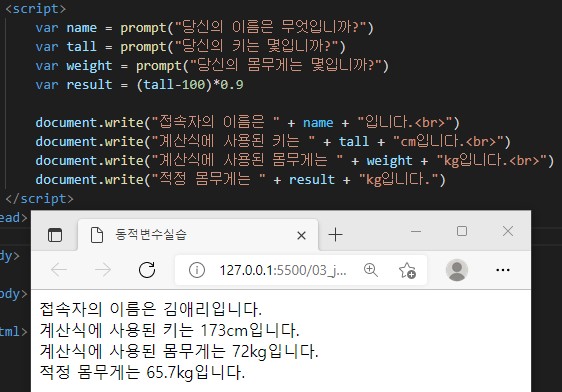 <script>
var name = prompt("당신의 이름은 무엇입니까?")
var tall = prompt("당신의 키는 몇입니까?")
var weight = prompt("당신의 몸무게는 몇입니까?")
var result = (tall-100)*0.9
document.write("접속자의 이름은 " + name + "입니다.<br>")
document.write("계산식에 사용된 키는 " + tall + "cm입니다.<br>")
document.write("계산식에 사용된 몸무게는 " + weight + "kg입니다.<br>")
document.write("적정 몸무게는 " + result + "kg입니다.")
</script>
ead>
동적변수실습
dy>
127.0.0.1:5500/03_j...
body>
접속자의 이름은 김애리입니다.
계산식에 사용된 키는 173cm입니다.
tml>
계산식에 사용된 몸무게는 72kg입니다.
적정 몸무게는 65.7kg입니다.